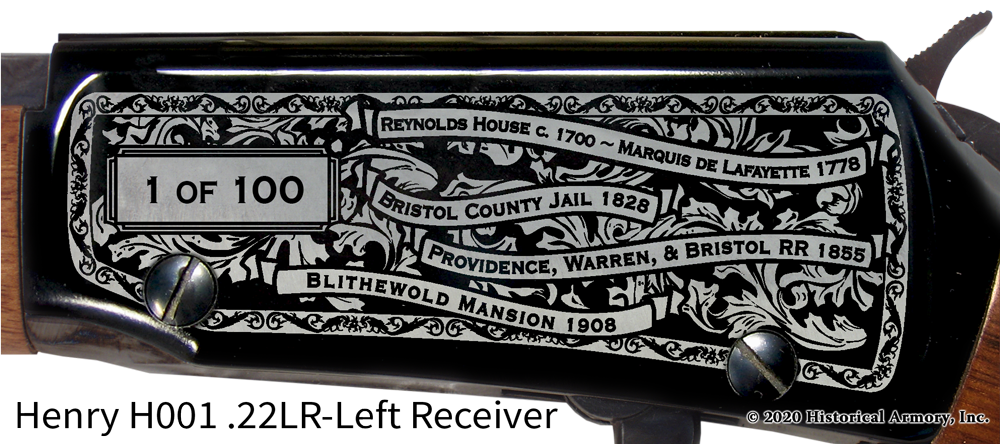 REYNOLDS HOUSE C. 1700 ~ MARQUIS DE LAFAYETTE 1778
1 OF 100
BRISTOL COUNTY JAIL 1828
PROVIDENCE, WARREN, & BRISTOL RR 1855
BLITHEWOLD MANSION 1908
Henry H001 .22LR-Left Receiver
© 2020 Historical Armory, Inc.